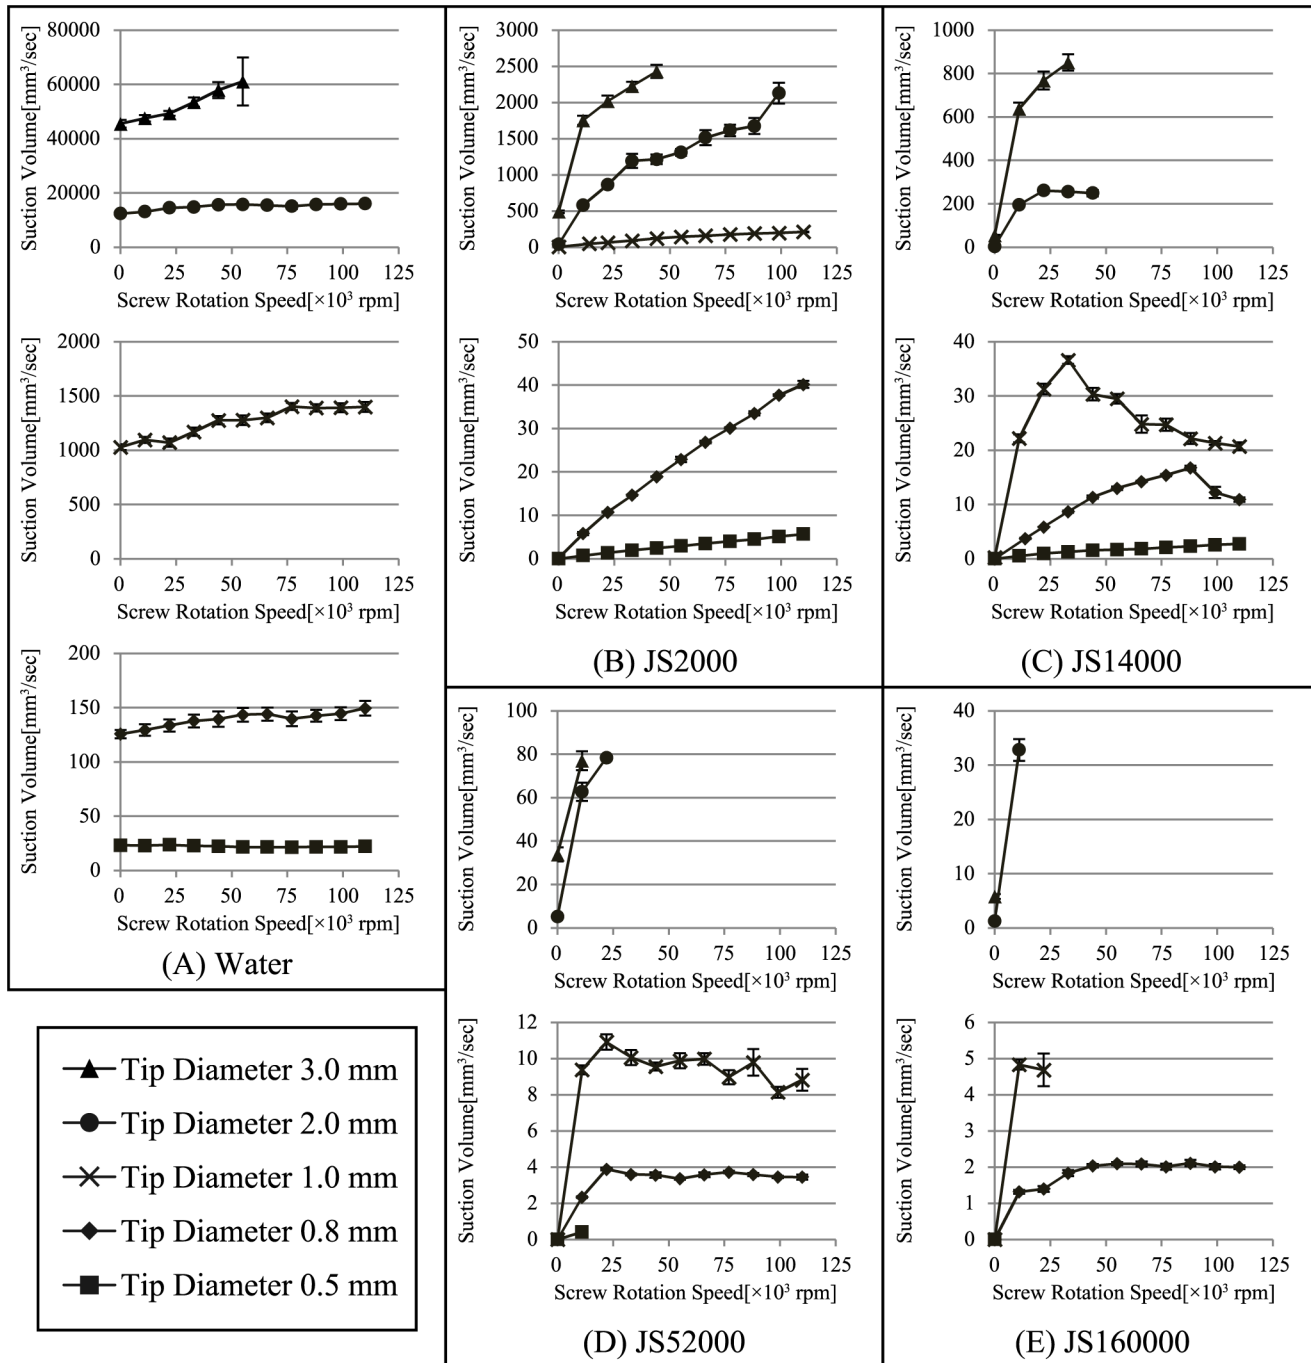 Suction Volume[mm³/sec]
80000
60000
40000
20000
0
0 25 50 75 100 125
Screw Rotation Speed[×10³ rpm]
Suction Volume[mm³/sec]
2000
1500
1000
500
0
0 25 50 75 100 125
Screw Rotation Speed[×10³ rpm]
Suction Volume[mm³/sec]
200
150
100
50
0
0 25 50 75 100 125
Screw Rotation Speed[×10³ rpm]
(A) Water
Suction Volume[mm³/sec]
3000
2500
2000
1500
1000
500
0
0 25 50 75 100 125
Screw Rotation Speed[×10³ rpm]
Suction Volume[mm³/sec]
50
40
30
20
10
0
0 25 50 75 100 125
Screw Rotation Speed[×10³ rpm]
(B) JS2000
Suction Volume[mm³/sec]
1000
800
600
400
200
0
0 25 50 75 100 125
Screw Rotation Speed[×10³ rpm]
Suction Volume[mm³/sec]
40
30
20
10
0
0 25 50 75 100 125
Screw Rotation Speed[×10³ rpm]
(C) JS14000
Suction Volume[mm³/sec]
100
80
60
40
20
0
0 25 50 75 100 125
Screw Rotation Speed[×10³ rpm]
Suction Volume[mm³/sec]
12
10
8
6
4
2
0
0 25 50 75 100 125
Screw Rotation Speed[×10³ rpm]
(D) JS52000
Suction Volume[mm³/sec]
40
30
20
10
0
0 25 50 75 100 125
Screw Rotation Speed[×10³ rpm]
Suction Volume[mm³/sec]
6
5
4
3
2
1
0
0 25 50 75 100 125
Screw Rotation Speed[×10³ rpm]
(E) JS160000
Tip Diameter 3.0 mm
Tip Diameter 2.0 mm
Tip Diameter 1.0 mm
Tip Diameter 0.8 mm
Tip Diameter 0.5 mm